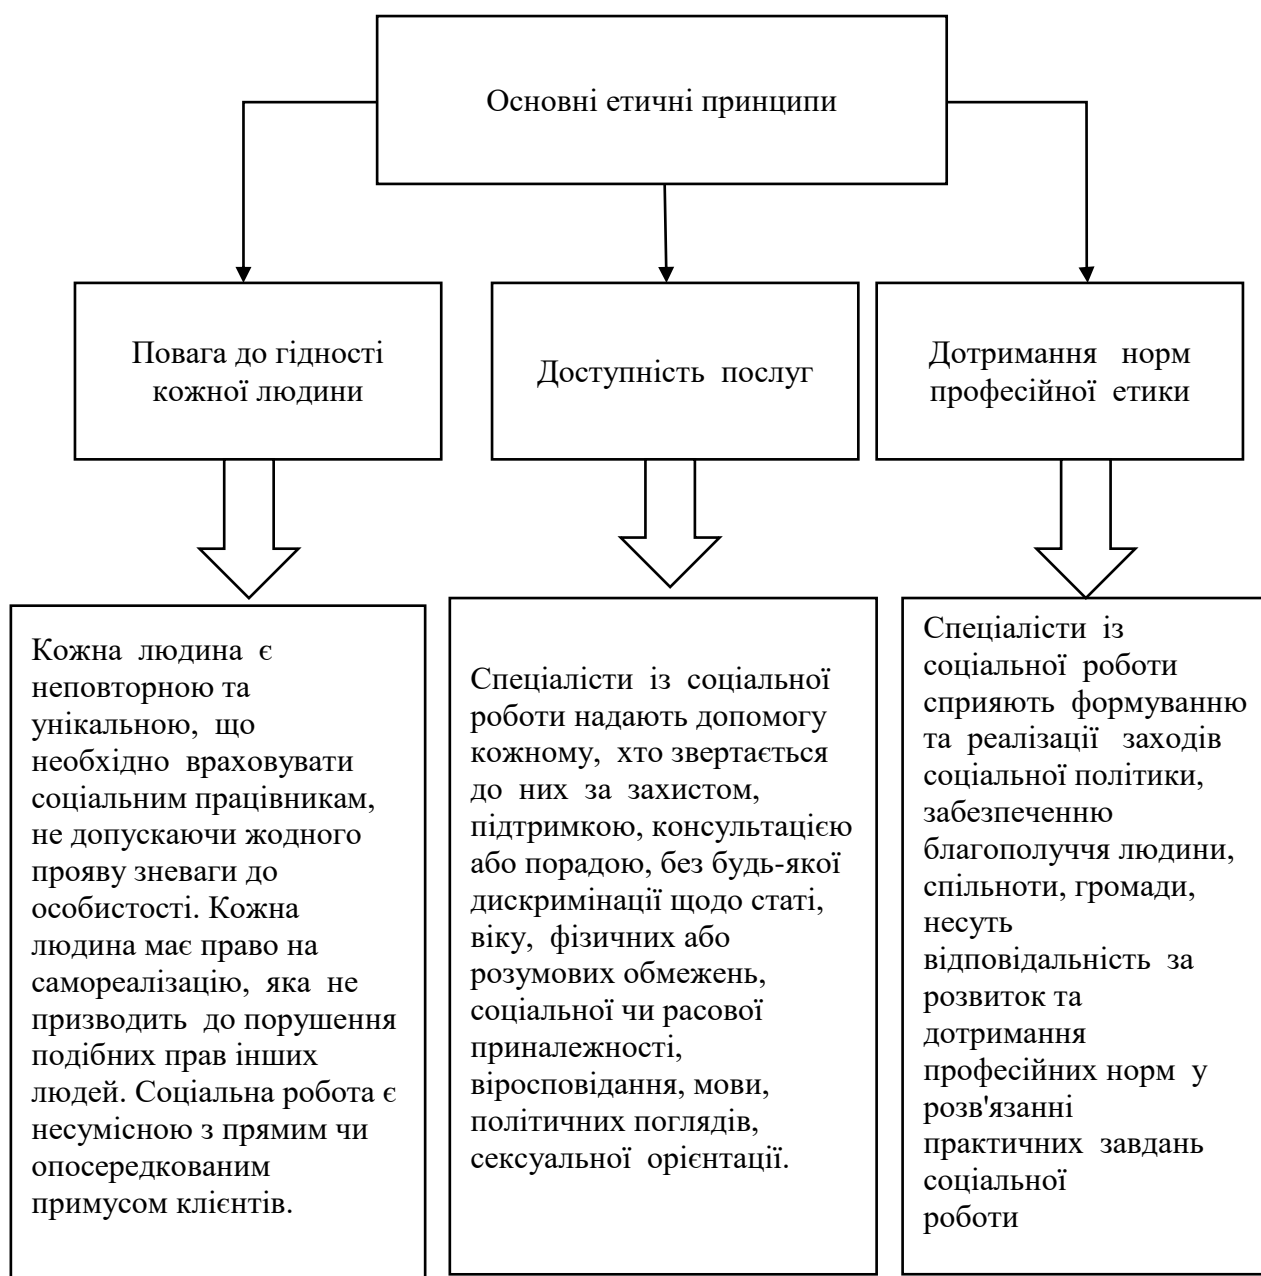 Основні етичні принципи
Повага до гідності
кожної людини
Доступність послуг
Дотримання норм
професійної етики
Кожна людина є
неповторною та
унікальною, що
необхідно враховувати
соціальним працівникам,
не допускаючи жодного
прояву зневаги до
особистості. Кожна
людина має право на
самореалізацію, яка не
призводить до порушення
подібних прав інших
людей. Соціальна робота є
несумісною з прямим чи
опосередкованим
примусом клієнтів.
Спеціалісти із соціальної
роботи надають допомогу
кожному, хто звертається
до них за захистом,
підтримкою, консультацією
або порадою, без будь-якої
дискримінації щодо статі,
віку, фізичних або
розумових обмежень,
соціальної чи расової
приналежності,
віросповідання, мови,
політичних поглядів,
сексуальної орієнтації.
Спеціалісти із
соціальної роботи
сприяють формуванню
та реалізації заходів
соціальної політики,
забезпеченню
благополуччя людини,
спільноти, громади,
несуть
відповідальність за
розвиток та
дотримання
професійних норм у
розв'язанні
практичних завдань
соціальної
роботи